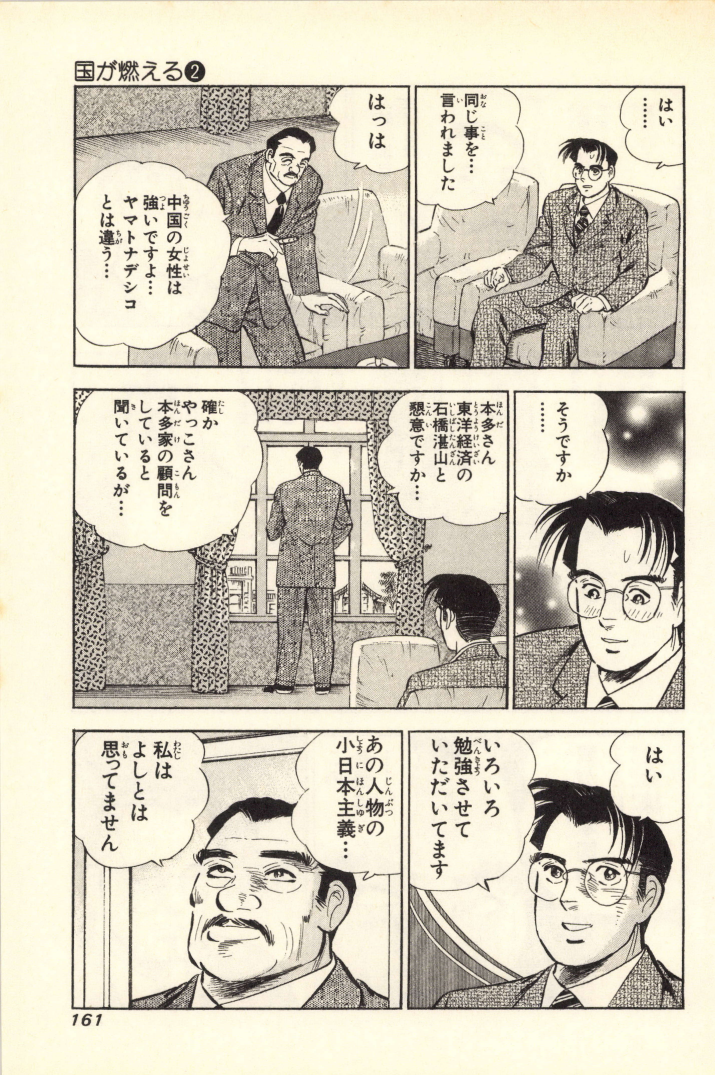 国が燃える❷
はい
……
同じ事を…
言われました
はっは
中国の女性は
強いですよ…
ヤマトナデシコ
とは違う…
そうですか
……
本多さん
東洋経済の
石橋湛山と
懇意ですか…
確か
やっこさん
本多家の顧問を
していると
聞いているが…
はい
いろいろ
勉強させて
いただいてます
あの人物の
小日本主義…
私は
よしとは
思ってません
161